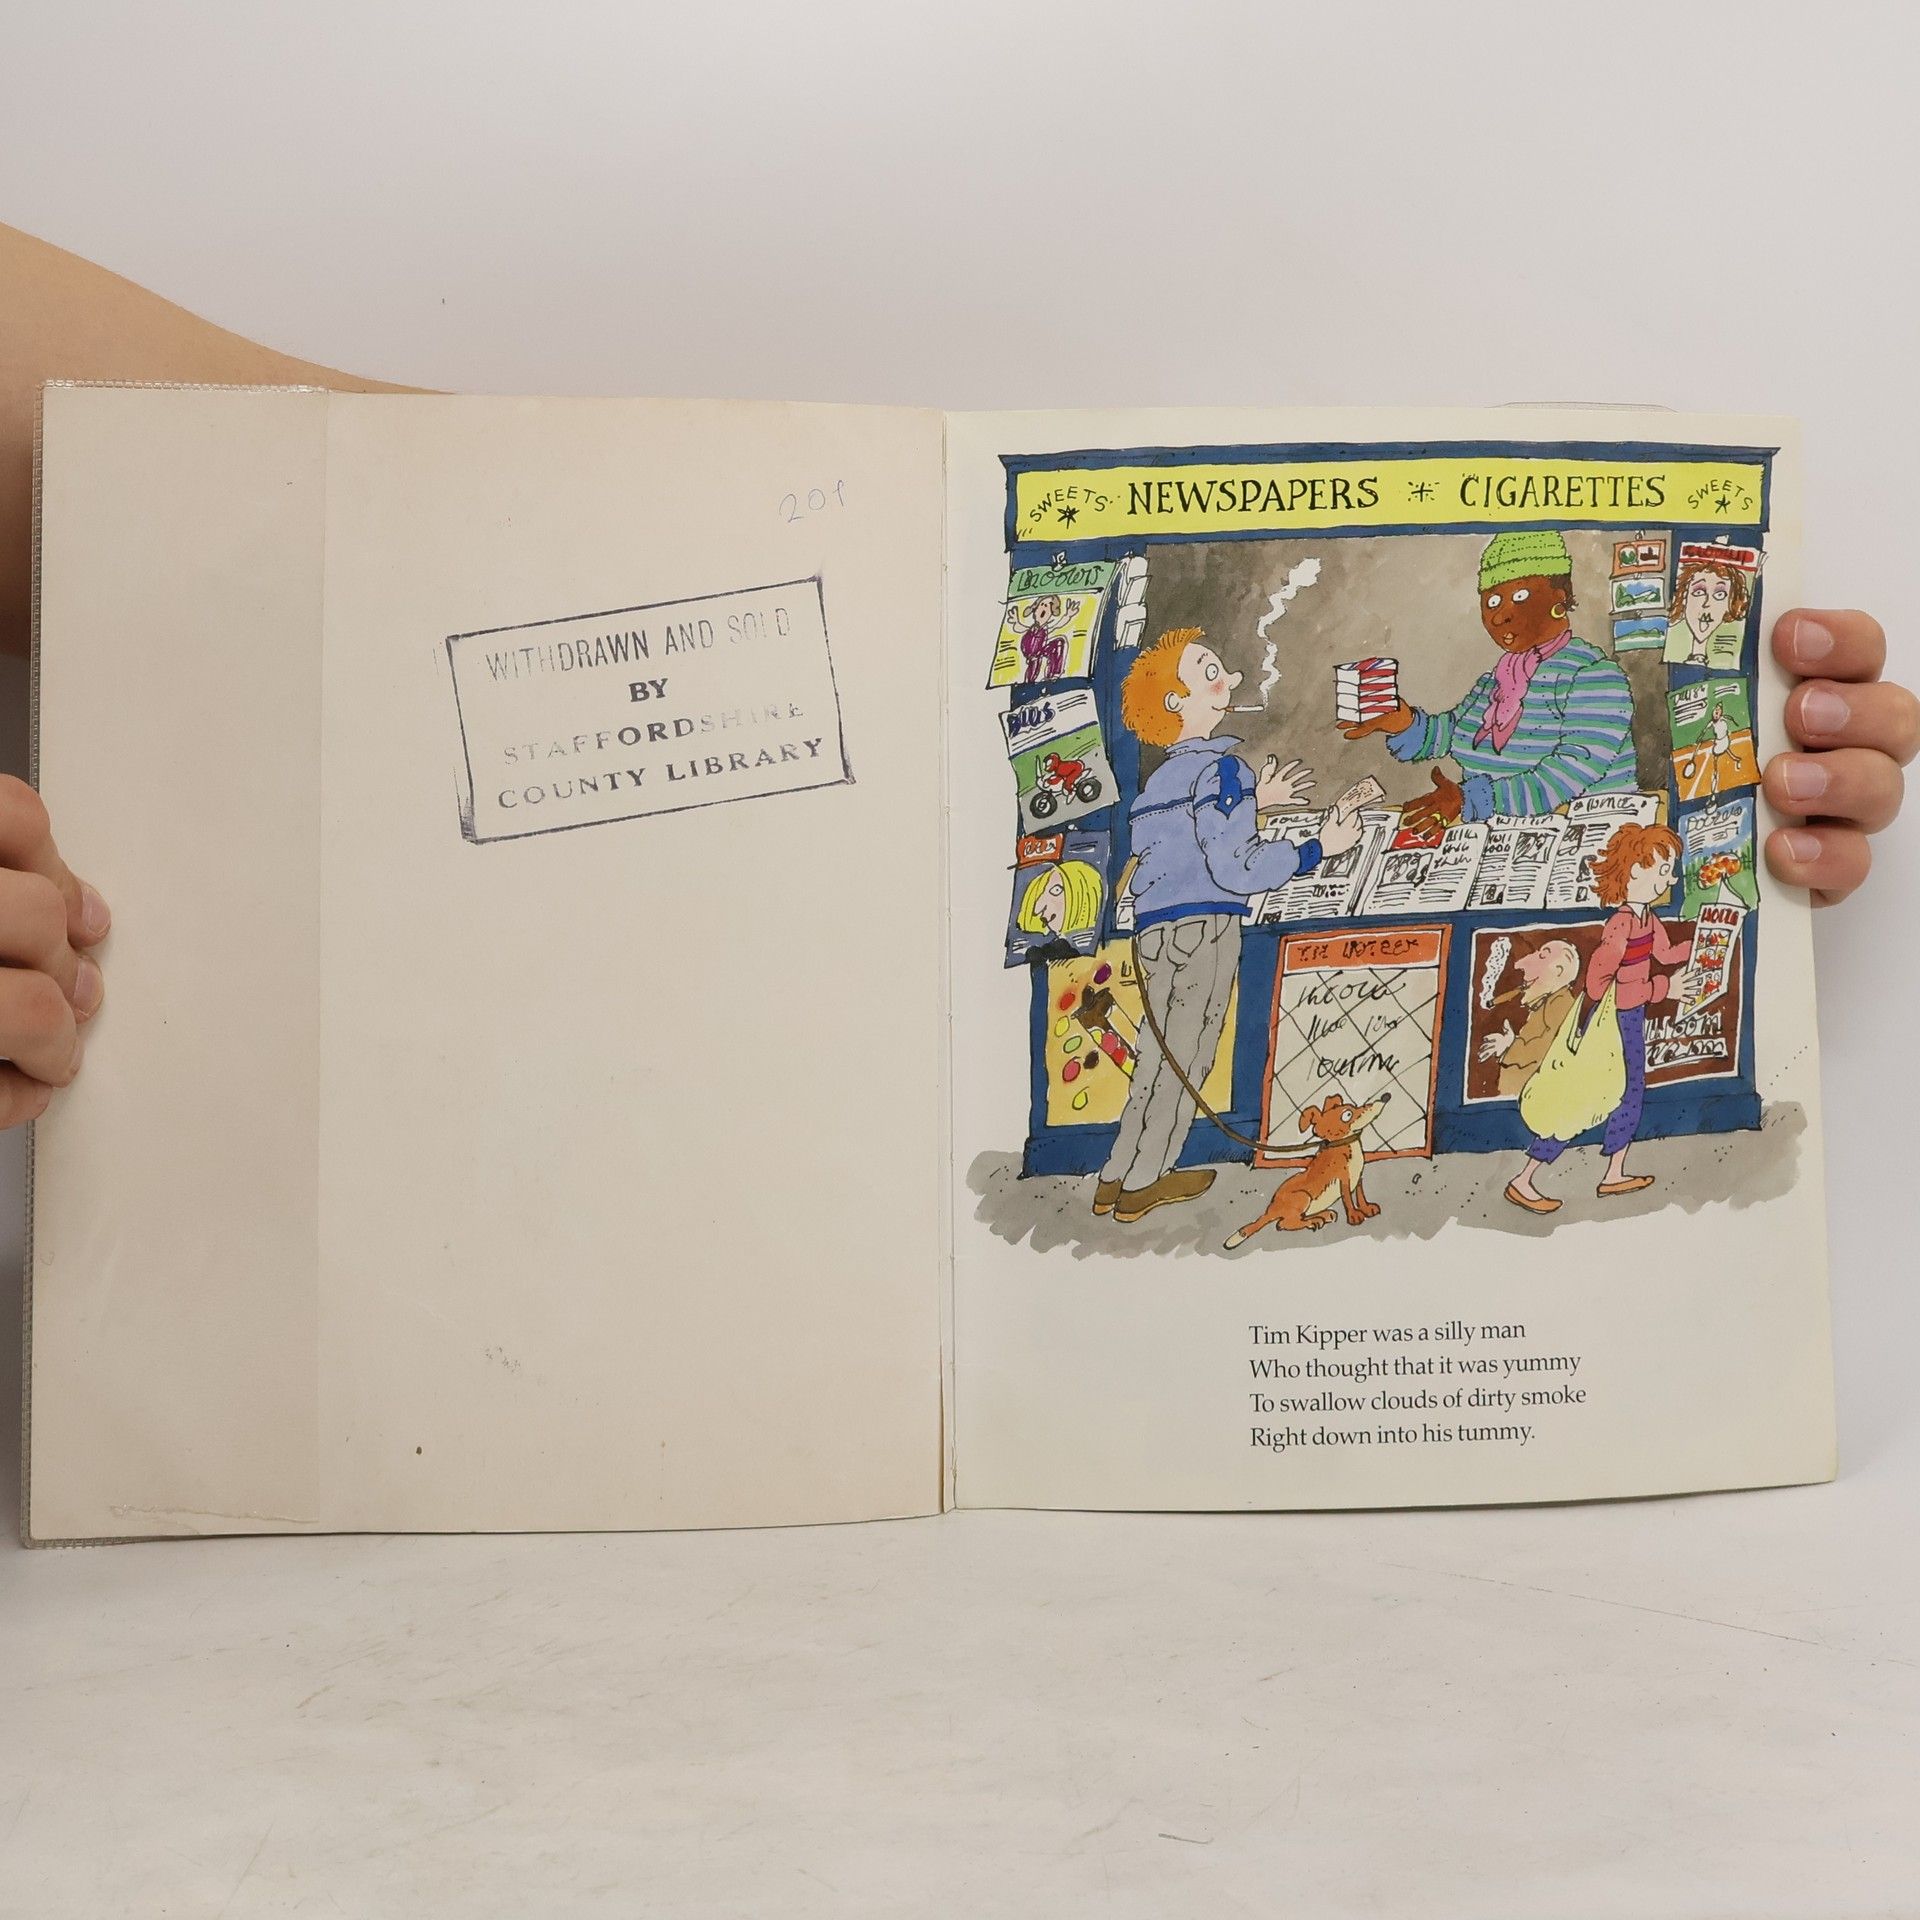 201
WITHDRAWN AND SOLD
BY
STAFFORDSHIRE
COUNTY LIBRARY
SWEETS NEWSPAPERS CIGARETTES SWEETS
Tim Kipper was a silly man
Who thought that it was yummy
To swallow clouds of dirty smoke
Right down into his tummy.